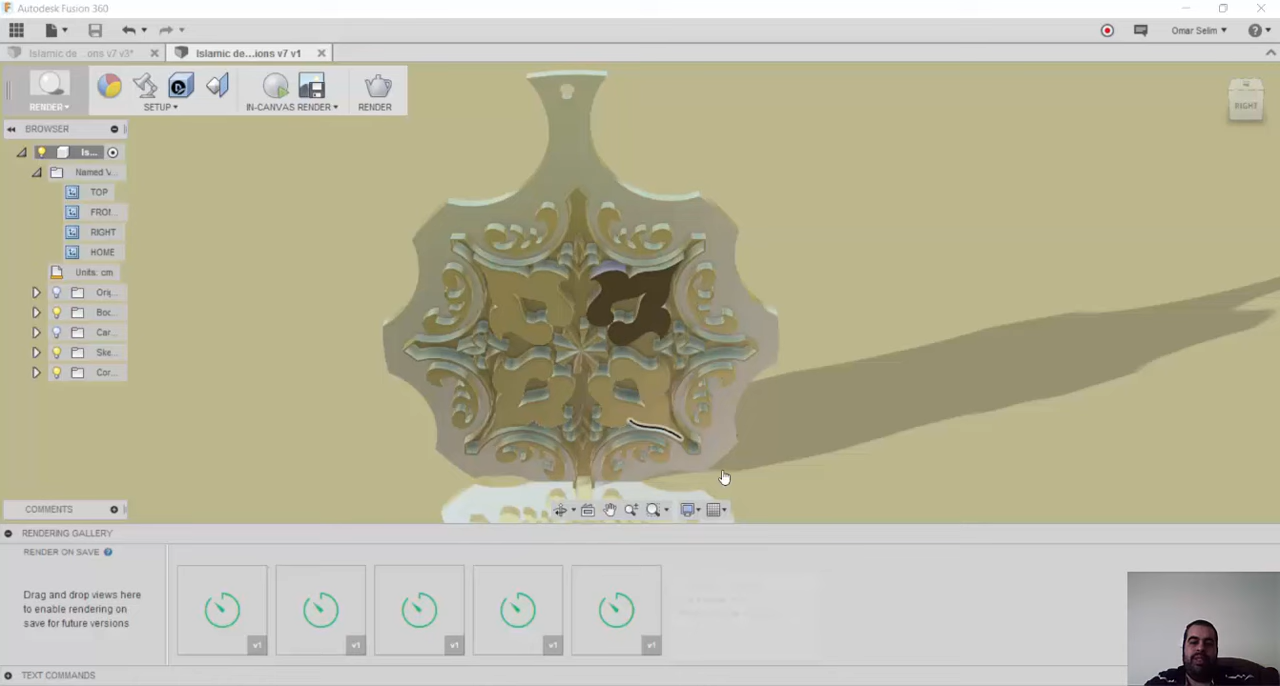 Autodesk Fusion 360
Omar Selim
Islamic de...ons v7 v3*
Islamic de...ions v7 v1
RENDER
SETUP
IN-CANVAS RENDER
RENDER
RIGHT
BROWSER
Is...
Named V...
TOP
FRO...
RIGHT
HOME
Units: cm
Orig...
Boc...
Car...
Ske...
Cor...
COMMENTS
RENDERING GALLERY
RENDER ON SAVE
Drag and drop views here
to enable rendering on
save for future versions
v1
v1
v1
v1
v1
TEXT COMMANDS